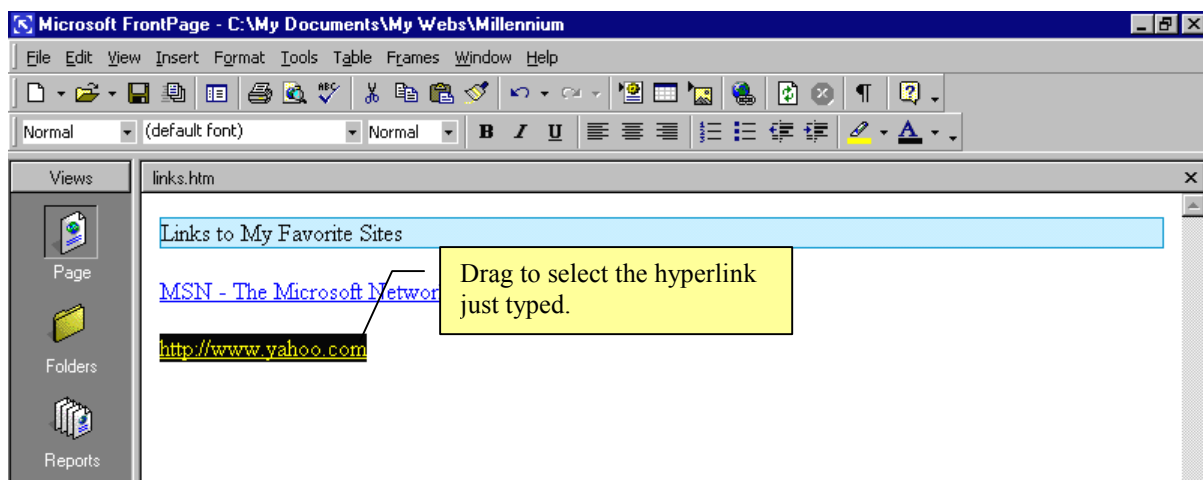 Microsoft FrontPage - C:\My Documents\My Webs\Millennium
File Edit View Insert Format Tools Table Frames Window Help
Normal (default font) Normal B I U
Views links.htm
Links to My Favorite Sites
Page
MSN - The Microsoft Networ
Drag to select the hyperlink
just typed.
http://www.yahoo.com
Folders
Reports